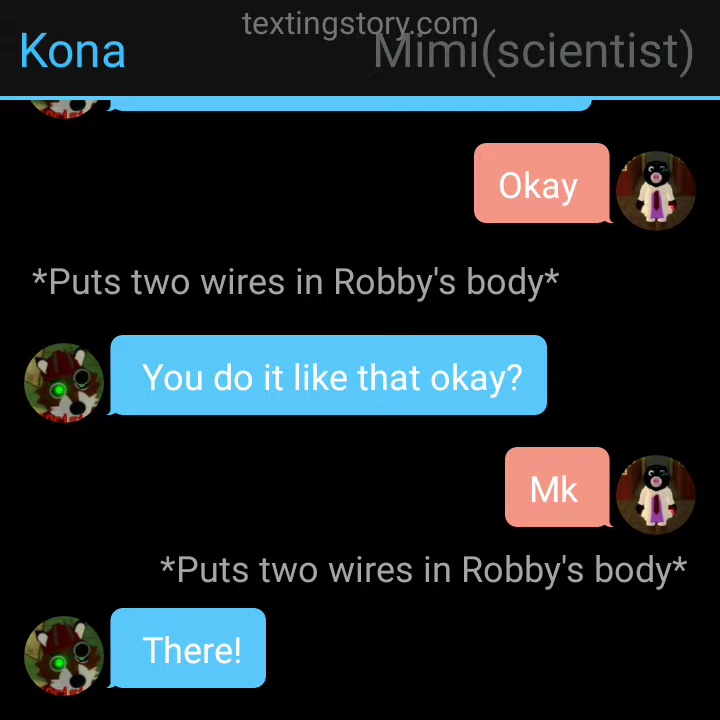 textingstory.com
Kona
Mimi(scientist)
Okay
*Puts two wires in Robby's body*
You do it like that okay?
Mk
*Puts two wires in Robby's body*
There!